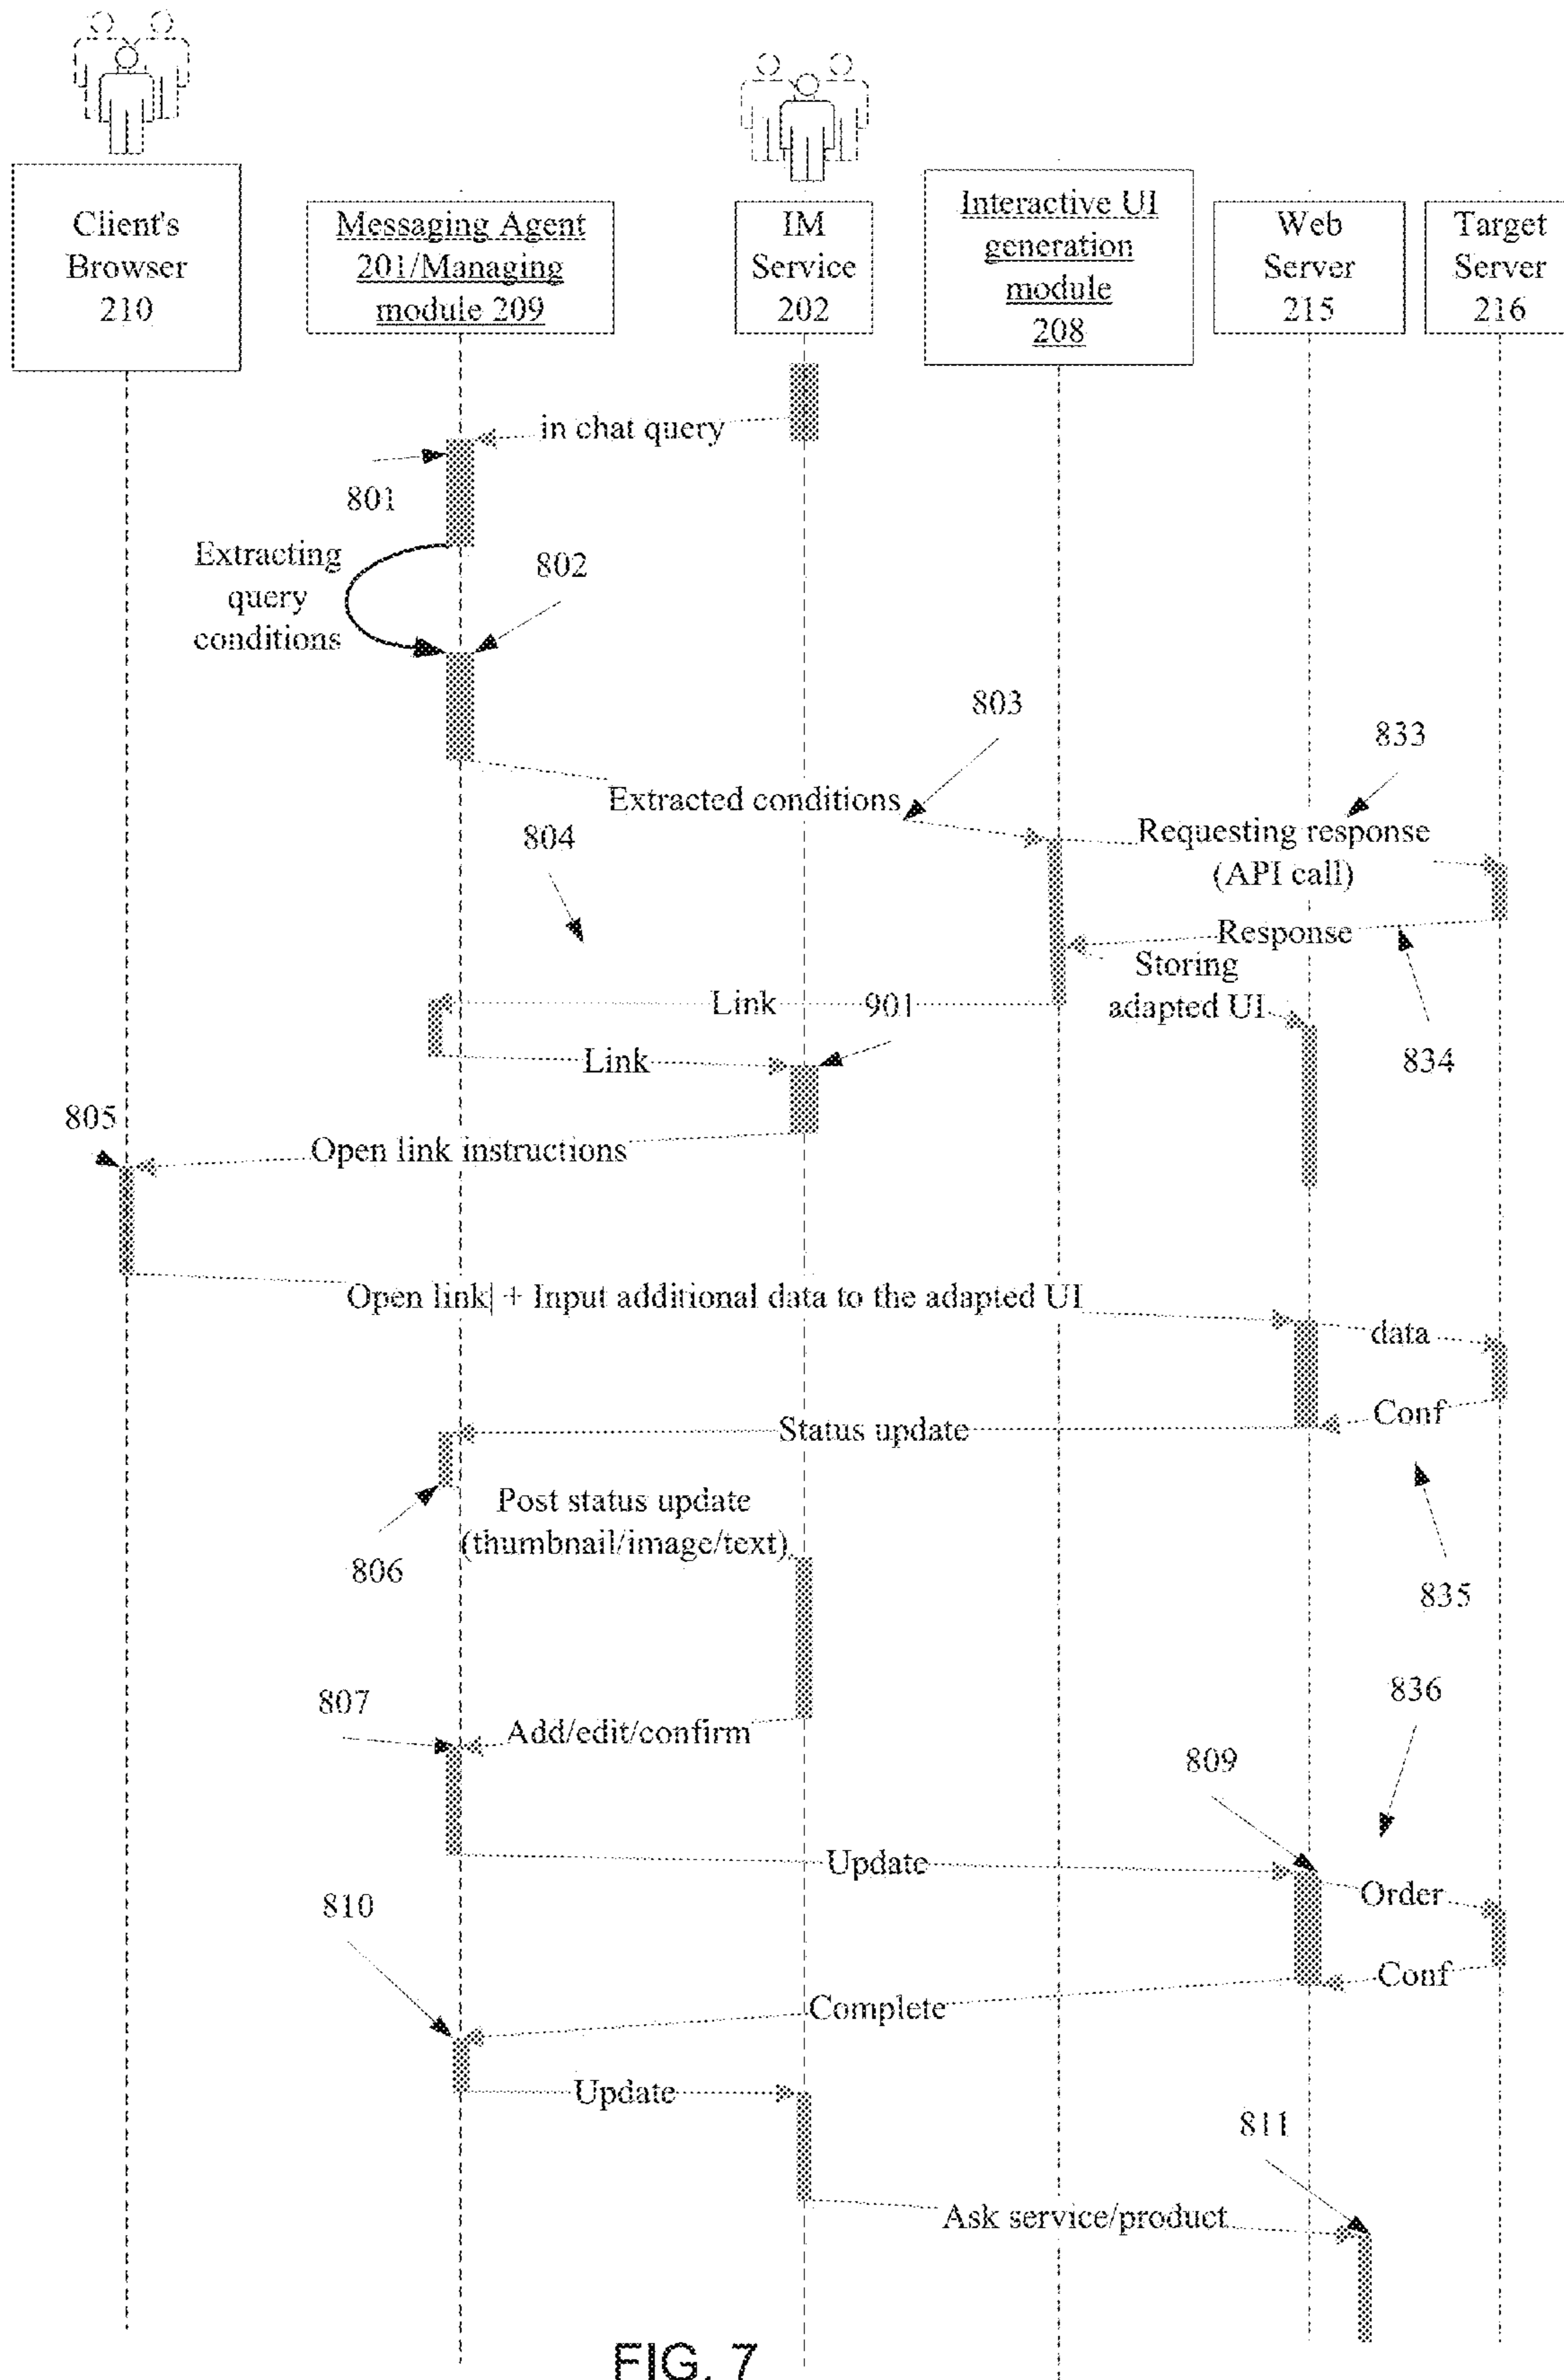 Client's
Browser
210
Messaging Agent
201/Managing
module 209
IM
Service
202
Interactive UI
generation
module
208
Web
Server
215
Target
Server
216
in chat query
801
Extracting
query
conditions
802
803
833
Extracted conditions
804
Requesting response
(API call)
Response
Storing
adapted UI
Link
901
Link
834
805
Open link instructions
Open link| + Input additional data to the adapted UI
data
Conf
Status update
Post status update
(thumbnail/image/text)
806
835
836
807
Add/edit/confirm
809
Update
Order
810
Conf
Complete
Update
811
Ask service/product
FIG. 7